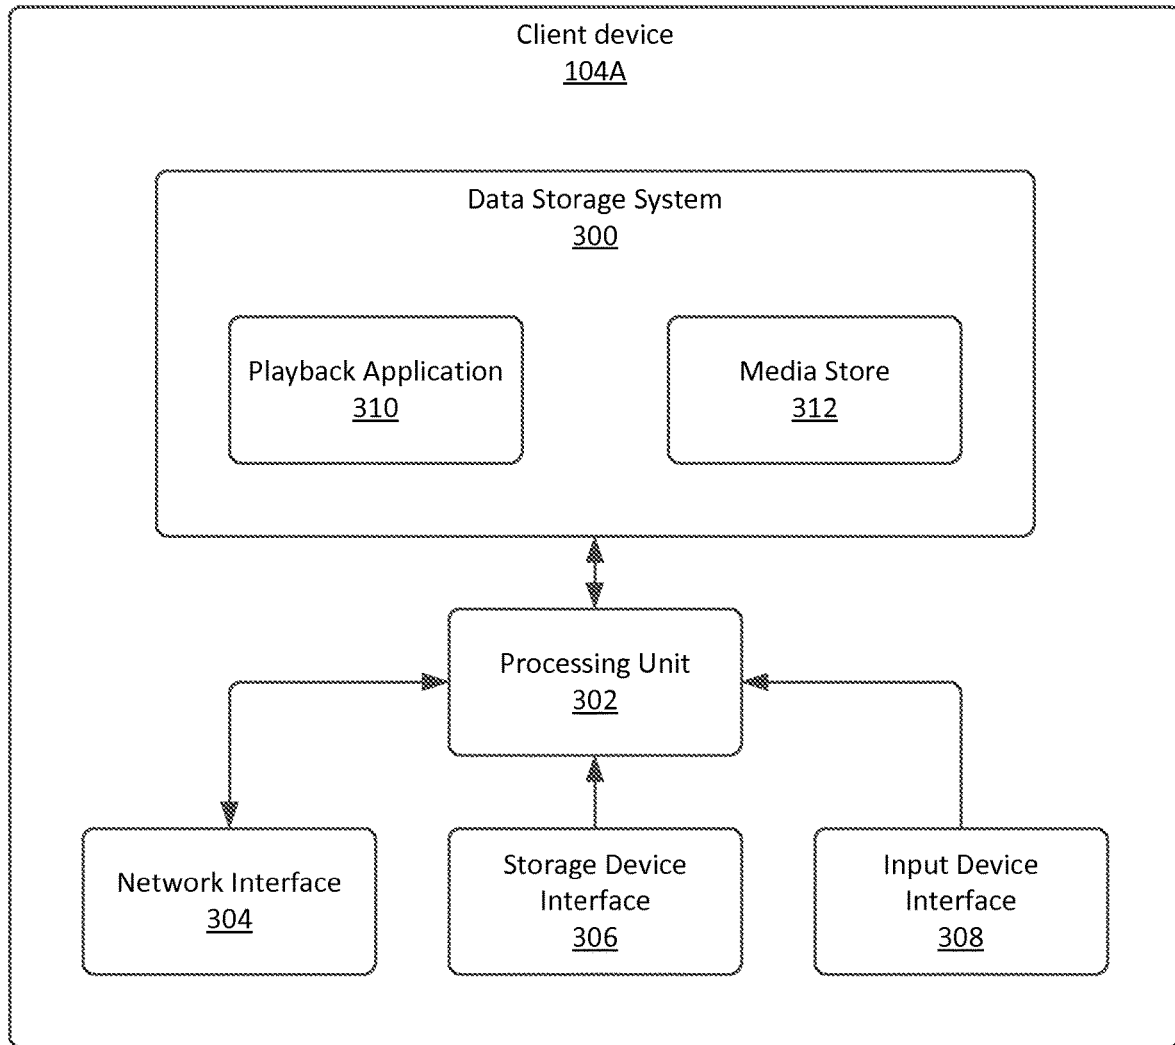 Client device
104A
Data Storage System
300
Playback Application
310
Media Store
312
Processing Unit
302
Network Interface
304
Storage Device
Interface
306
Input Device
Interface
308